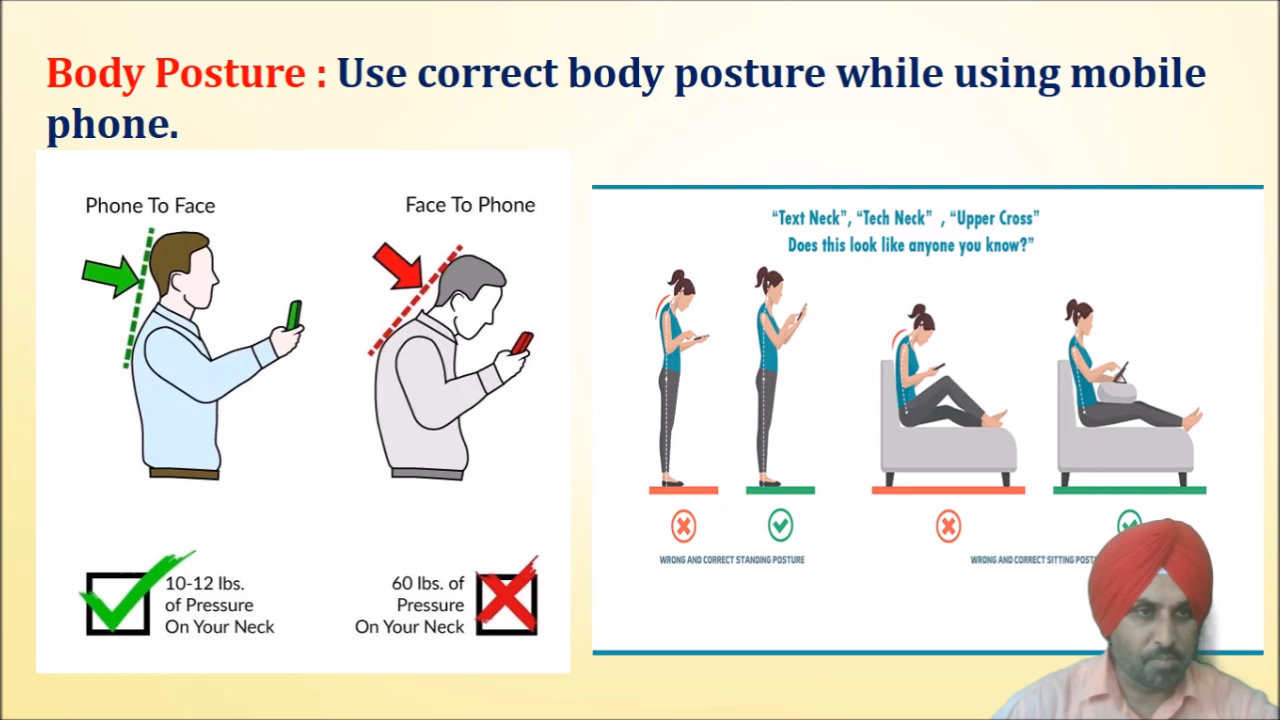 Body Posture : Use correct body posture while using mobile
phone.
Phone To Face
Face To Phone
10-12 lbs.
of Pressure
On Your Neck
60 lbs. of
Pressure
On Your Neck
"Text Neck", "Tech Neck" , "Upper Cross"
Does this look like anyone you know?"
WRONG AND CORRECT STANDING POSTURE
WRONG AND CORRECT SITTING